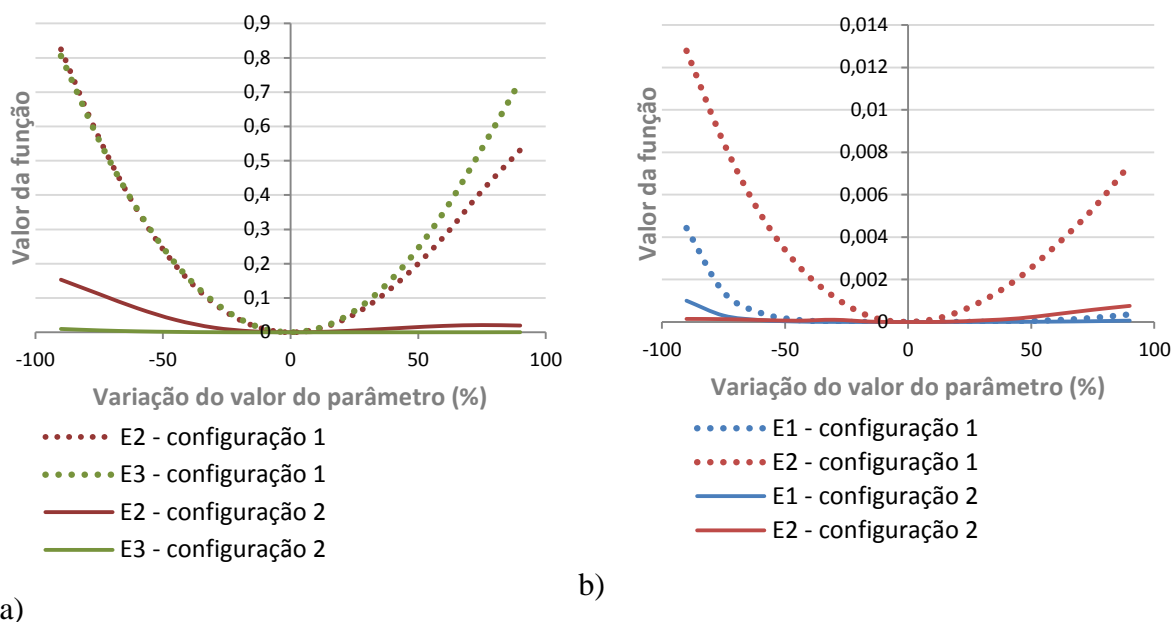 0,9
0,8
0,7
0,6
0,5
0,4
0,3
0,2
0,1
0
-100 -50 0 50 100
Valor da função
Variação do valor do parâmetro (%)
E2 - configuração 1
E3 - configuração 1
E2 - configuração 2
E3 - configuração 2
a)
0,014
0,012
0,01
0,008
0,006
0,004
0,002
0
-100 -50 0 50 100
Valor da função
Variação do valor do parâmetro (%)
E1 - configuração 1
E2 - configuração 1
E1 - configuração 2
E2 - configuração 2
b)